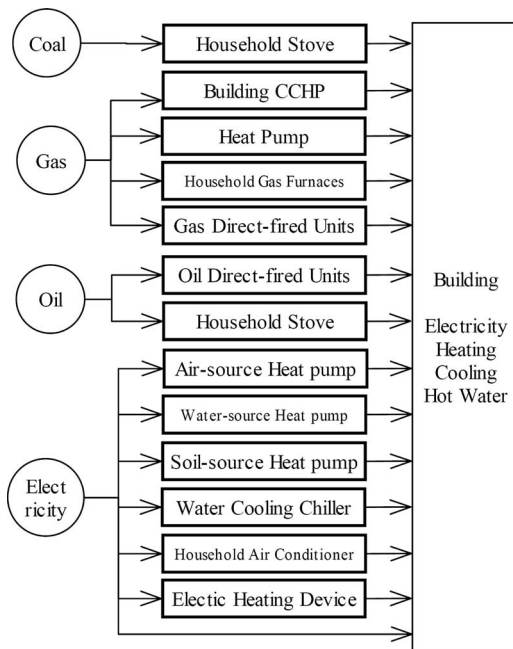 Coal
Household Stove
Building CCHP
Heat Pump
Gas
Household Gas Furnaces
Gas Direct-fired Units
Oil Direct-fired Units
Oil
Household Stove
Air-source Heat pump
Water-source Heat pump
Soil-source Heat pump
Elect
ricity
Water Cooling Chiller
Household Air Conditioner
Electic Heating Device
Building
Electricity
Heating
Cooling
Hot Water